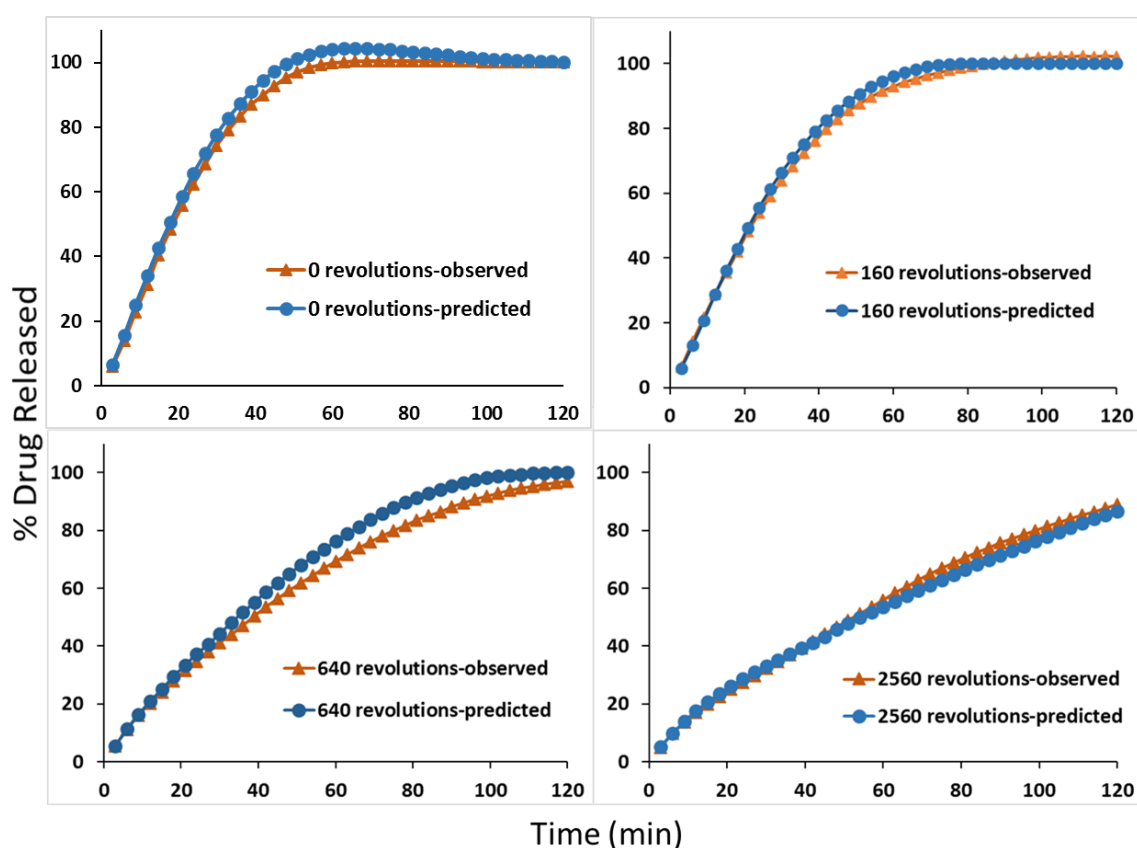 % Drug Released
100
80
60
40
20
0
0 20 40 60 80 100 120
0 revolutions-observed
0 revolutions-predicted
100
80
60
40
20
0
0 20 40 60 80 100 120
160 revolutions-observed
160 revolutions-predicted
100
80
60
40
20
0
0 20 40 60 80 100 120
640 revolutions-observed
640 revolutions-predicted
100
80
60
40
20
0
0 20 40 60 80 100 120
2560 revolutions-observed
2560 revolutions-predicted
Time (min)